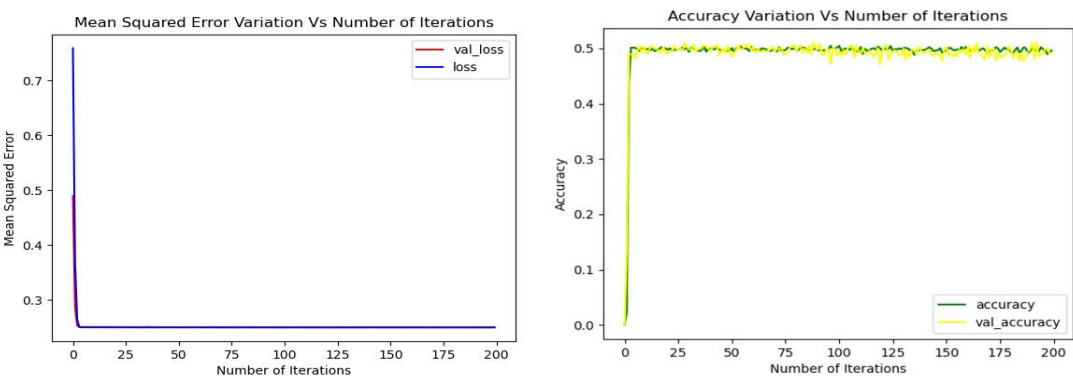 Mean Squared Error Variation Vs Number of Iterations
val_loss
loss
0.7
0.6
0.5
0.4
0.3
Mean Squared Error
0 25 50 75 100 125 150 175 200
Number of Iterations
Accuracy Variation Vs Number of Iterations
0.5
0.4
0.3
0.2
0.1
0.0
Accuracy
accuracy
val_accuracy
0 25 50 75 100 125 150 175 200
Number of Iterations